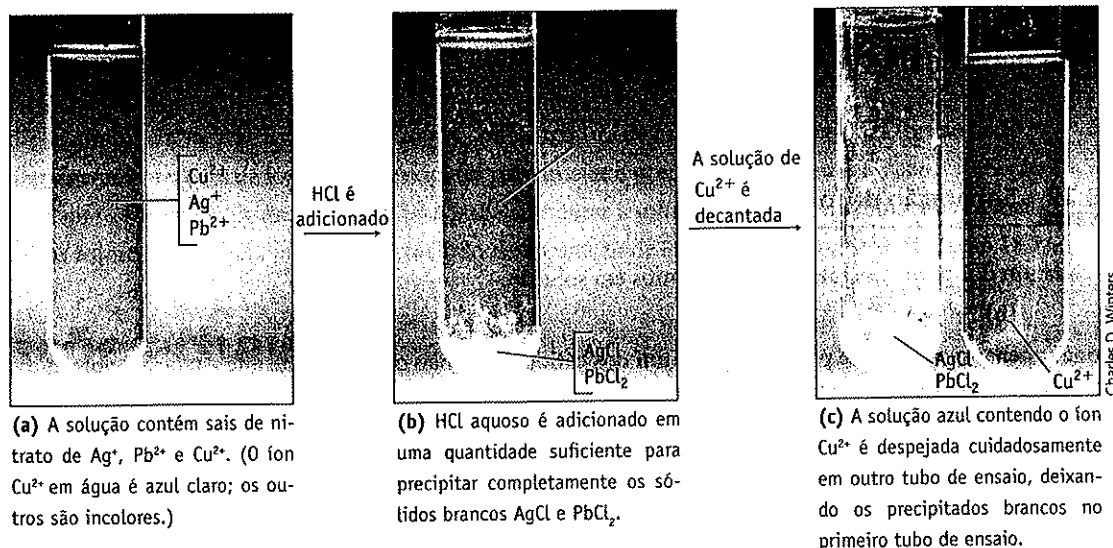 Cu²⁺
Ag⁺
Pb²⁺
HCl é
adicionado
AgCl
PbCl₂
A solução de
Cu²⁺ é
decantada
AgCl
PbCl₂
Cu²⁺
Charles D. Winters
(a) A solução contém sais de ni-
trato de Ag⁺, Pb²⁺ e Cu²⁺. (O íon
Cu²⁺ em água é azul claro; os ou-
tros são incolores.)
(b) HCl aquoso é adicionado em
uma quantidade suficiente para
precipitar completamente os só-
lidos brancos AgCl e PbCl₂.
(c) A solução azul contendo o íon
Cu²⁺ é despejada cuidadosamente
em outro tubo de ensaio, deixan-
do os precipitados brancos no
primeiro tubo de ensaio.